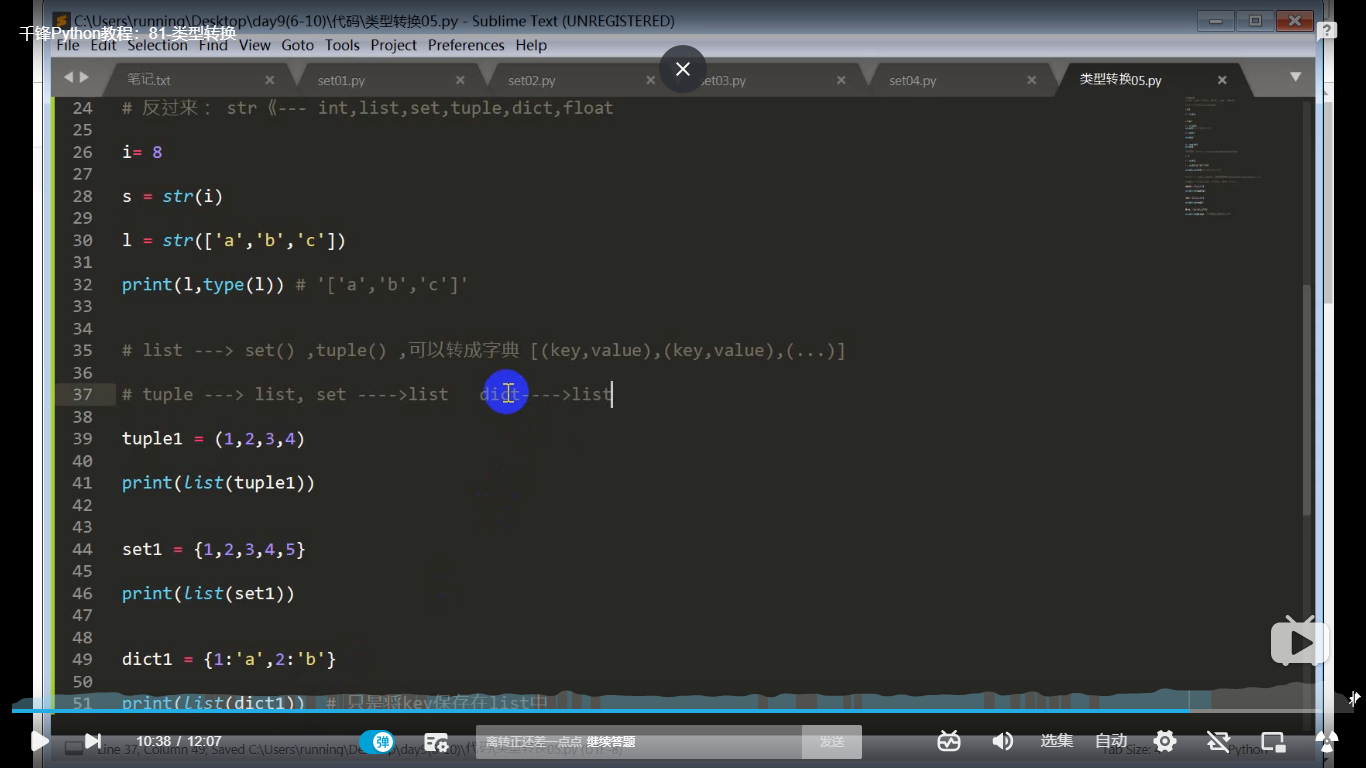 C:\Users\running\Desktop\day9(6-10)\代码\类型转换05.py - Sublime Text (UNREGISTERED)
千锋Python教程：81-类型转换
File Edit Selection Find View Goto Tools Project Preferences Help
笔记.txt × set01.py × set02.py × set03.py × set04.py × 类型转换05.py ×
24 # 反过来： str 《--- int,list,set,tuple,dict,float
25
26 i= 8
27
28 s = str(i)
29
30 l = str(['a','b','c'])
31
32 print(l,type(l)) # '['a','b','c']'
33
34
35 # list ---> set() ,tuple() ,可以转成字典 [(key,value),(key,value),(...)]
36
37 # tuple ---> list, set ---->list dict---->list
38
39 tuple1 = (1,2,3,4)
40
41 print(list(tuple1))
42
43
44 set1 = {1,2,3,4,5}
45
46 print(list(set1))
47
48
49 dict1 = {1:'a',2:'b'}
50
51 print(list(dict1)) # 只是将key保存在list中
10:38 / 12:07 弹 离转正还差一点点 继续答题 发送 选集 自动
Line 37, Column 49; Saved C:\Users\running\Desktop\day9(6-10)\代码\类型转换05.py (UTF-8) Tab Size: 4 Python